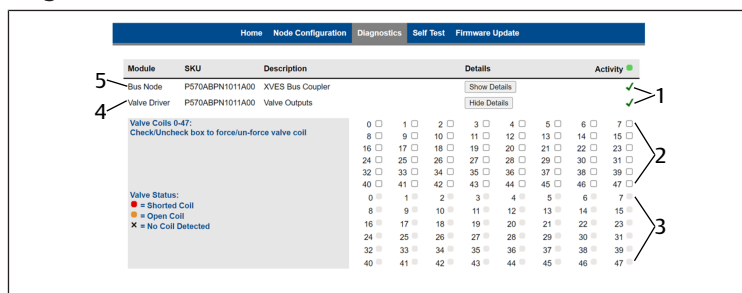 Home Node Configuration Diagnostics Self Test Firmware Update
Module SKU Description Details Activity
5 Bus Node P570ABPN1011A00 XVES Bus Coupler Show Details
4 Valve Driver P570ABPN1011A00 Valve Outputs Hide Details 1
Valve Coils 0-47: 0 1 2 3 4 5 6 7
Check/Uncheck box to force/un-force valve coil
8 9 10 11 12 13 14 15
16 17 18 19 20 21 22 23 2
24 25 26 27 28 29 30 31
32 33 34 35 36 37 38 39
40 41 42 43 44 45 46 47
Valve Status: 0 1 2 3 4 5 6 7
= Shorted Coil
= Open Coil 8 9 10 11 12 13 14 15
= No Coil Detected 16 17 18 19 20 21 22 23 3
24 25 26 27 28 29 30 31
32 33 34 35 36 37 38 39
40 41 42 43 44 45 46 47